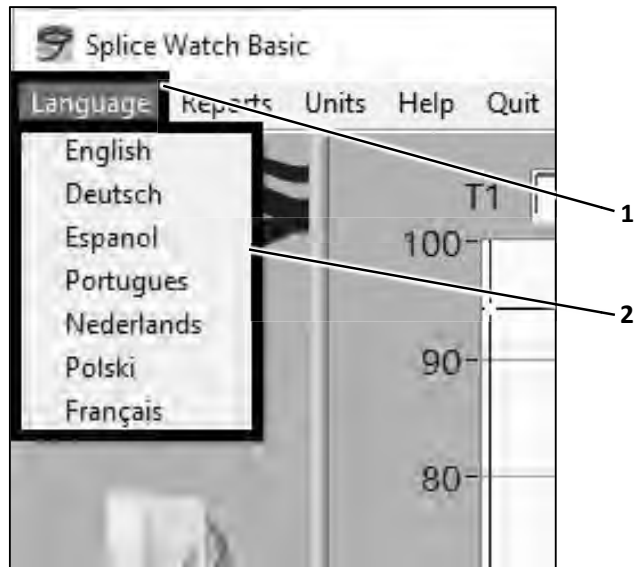 Splice Watch Basic
Language Reports Units Help Quit
English
Deutsch
Espanol
Portugues
Nederlands
Polski
Français
T1
100
90
80
1
2